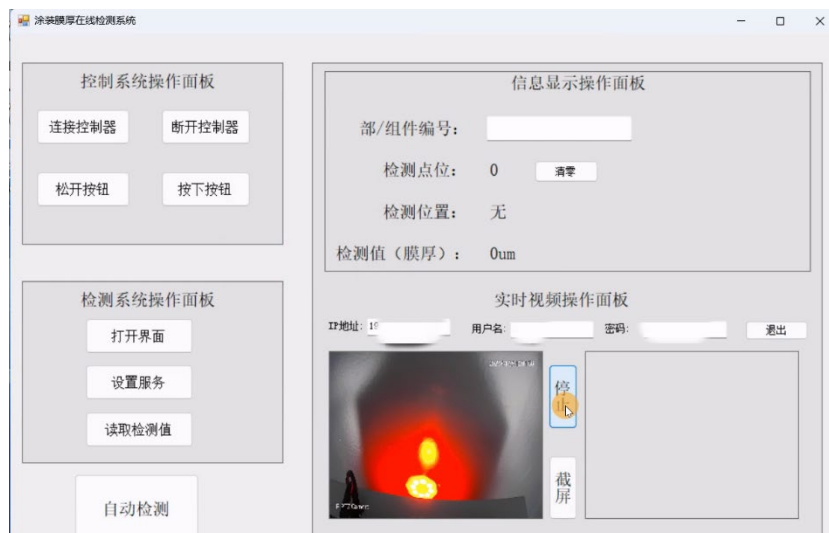 涂装膜厚在线检测系统
控制系统操作面板
连接控制器 断开控制器
松开按钮 按下按钮
检测系统操作面板
打开界面
设置服务
读取检测值
自动检测
信息显示操作面板
部/组件编号:
检测点位: 0 清零
检测位置: 无
检测值（膜厚）: 0um
实时视频操作面板
IP地址: 19 用户名: 密码: 退出
停止
截屏